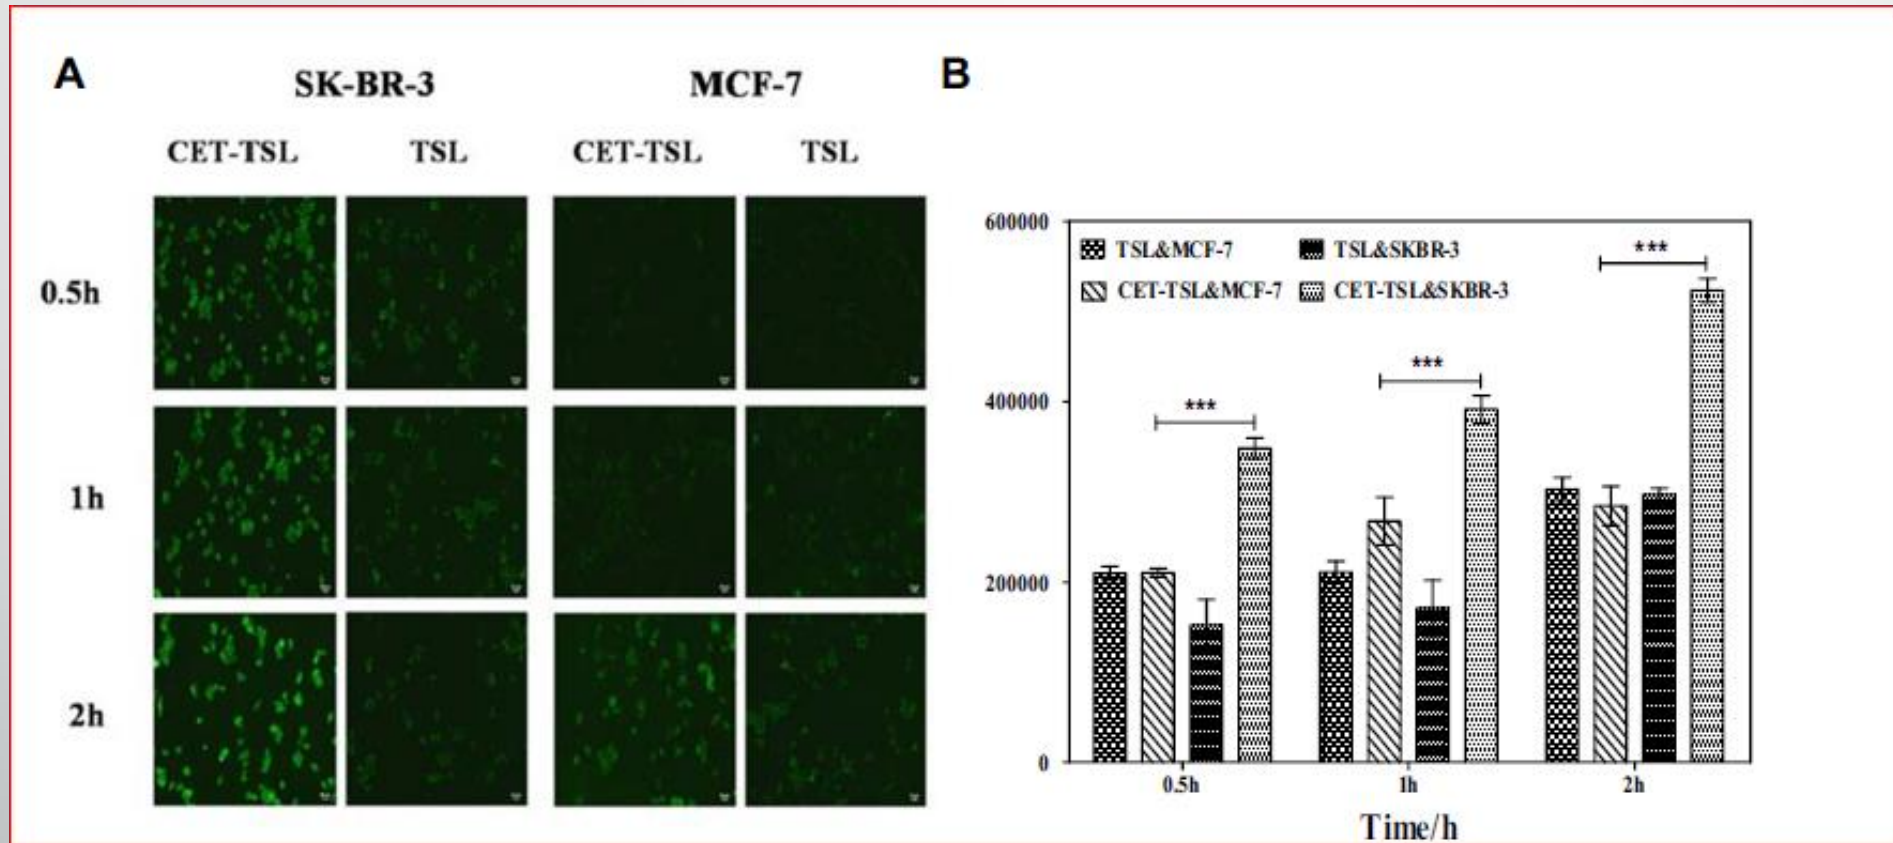 A
SK-BR-3 MCF-7
CET-TSL TSL CET-TSL TSL
0.5h
1h
2h
B
600000
400000
200000
0
TSL&MCF-7 TSL&SKBR-3
CET-TSL&MCF-7 CET-TSL&SKBR-3
***
***
***
0.5h 1h 2h
Time/h